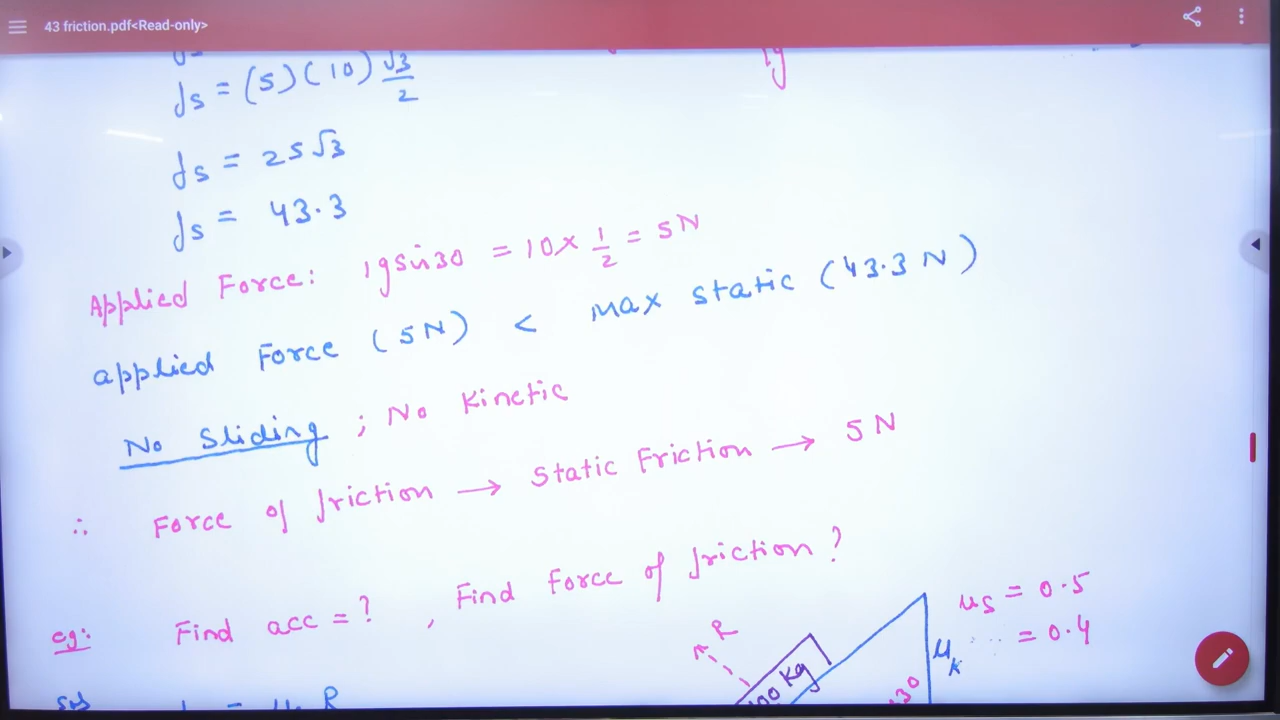 43 friction.pdf<Read-only>
fs = (5)(10) √3/2
1g
fs = 25√3
fs = 43.3
Applied Force: 1gsin30 = 10 x 1/2 = 5N
applied Force (5N) < Max static (43.3 N)
No Sliding ; No Kinetic
∴ Force of friction → Static Friction → 5 N
eg: Find acc = ? , Find Force of friction ?
μs = 0.5
μk = 0.4
R
100 kg
30
Sol
= μ R